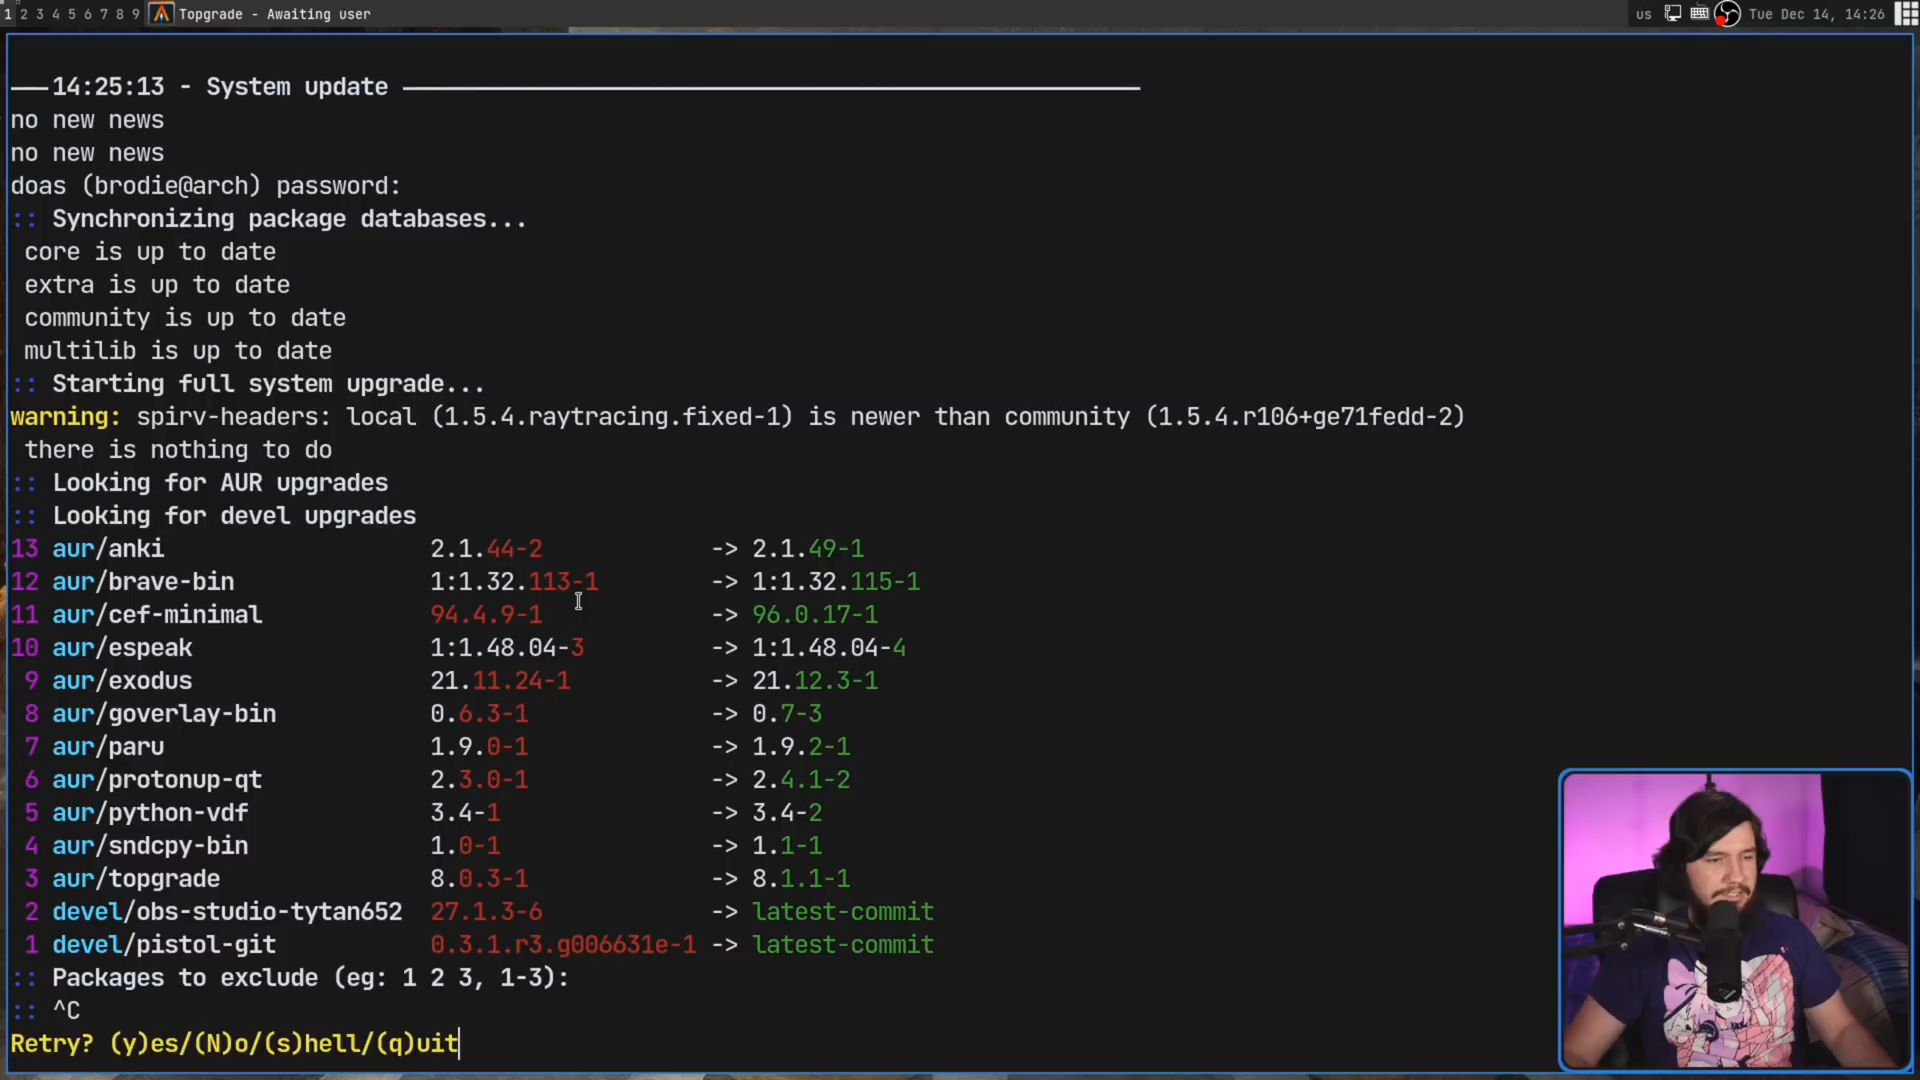 1 2 3 4 5 6 7 8 9 Topgrade - Awaiting user us Tue Dec 14, 14:26
14:25:13 - System update
no new news
no new news
doas (brodie@arch) password:
:: Synchronizing package databases...
core is up to date
extra is up to date
community is up to date
multilib is up to date
:: Starting full system upgrade...
warning: spirv-headers: local (1.5.4.raytracing.fixed-1) is newer than community (1.5.4.r106+ge71fedd-2)
there is nothing to do
:: Looking for AUR upgrades
:: Looking for devel upgrades
13 aur/anki 2.1.44-2 -> 2.1.49-1
12 aur/brave-bin 1:1.32.113-1 -> 1:1.32.115-1
11 aur/cef-minimal 94.4.9-1 -> 96.0.17-1
10 aur/espeak 1:1.48.04-3 -> 1:1.48.04-4
9 aur/exodus 21.11.24-1 -> 21.12.3-1
8 aur/goverlay-bin 0.6.3-1 -> 0.7-3
7 aur/paru 1.9.0-1 -> 1.9.2-1
6 aur/protonup-qt 2.3.0-1 -> 2.4.1-2
5 aur/python-vdf 3.4-1 -> 3.4-2
4 aur/sndcpy-bin 1.0-1 -> 1.1-1
3 aur/topgrade 8.0.3-1 -> 8.1.1-1
2 devel/obs-studio-tytan652 27.1.3-6 -> latest-commit
1 devel/pistol-git 0.3.1.r3.g006631e-1 -> latest-commit
:: Packages to exclude (eg: 1 2 3, 1-3):
:: ^C
Retry? (y)es/(N)o/(s)hell/(q)uit